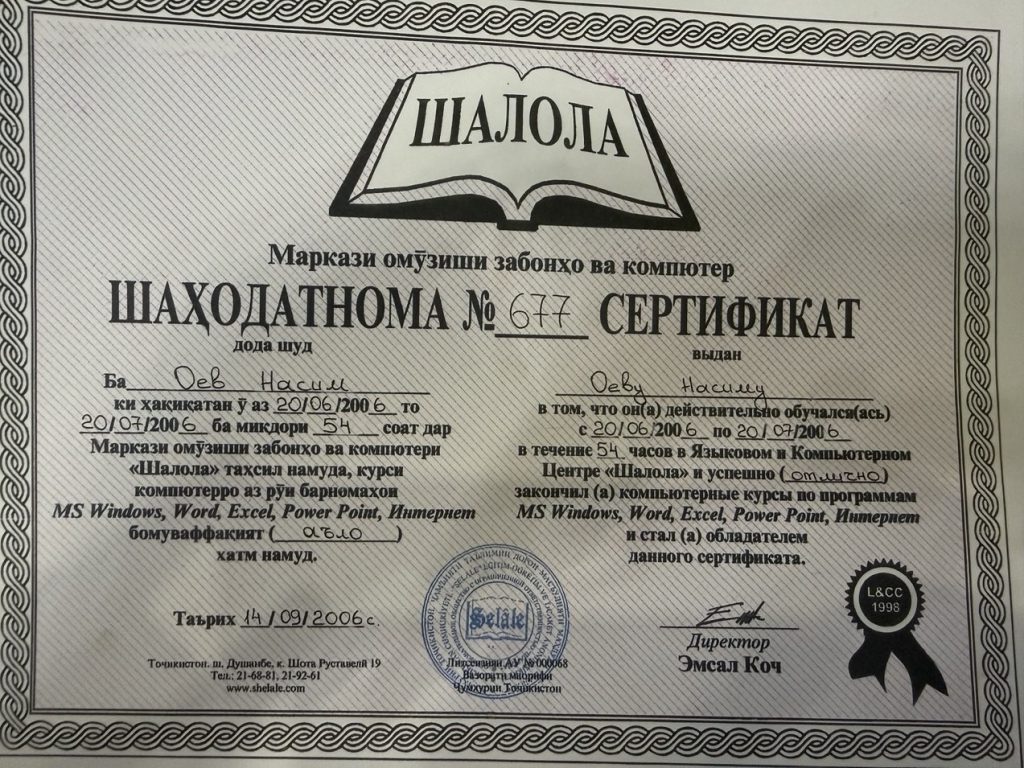 ШАЛОЛА
Маркази омӯзиши забонҳо ва компютер
ШАҲОДАТНОМА № 677 СЕРТИФИКАТ
дода шуд
Ба Оев Насим
ки ҳақиқатан ӯ аз 20/06/2006 то
20/07/2006 ба миқдори 54 соат дар
Маркази омӯзиши забонҳо ва компютери
«Шалола» таҳсил намуда, курси
компютерро аз рӯи барномаҳои
MS Windows, Word, Excel, Power Point, Интернет
бомуваффақият (аъло)
хатм намуд.
выдан
Оеву Насиму
в том, что он(а) действительно обучался(ась)
с 20/06/2006 по 20/07/2006
в течение 54 часов в Языковом и Компьютерном
Центре «Шалола» и успешно (отлично)
закончил (а) компьютерные курсы по программам
MS Windows, Word, Excel, Power Point, Интернет
и стал (а) обладателем
данного сертификата.
Таърих 14/09/2006 с.
Тоҷикистон. ш. Душанбе, к. Шота Руставелӣ 19
Тел.: 21-68-81, 21-92-61
www.shelale.com
Selâle
Литсензияи АУ № 000068
Вазорати маорифи
Ҷумҳурии Тоҷикистон
Директор
Эмсал Коч
L&CC
1998